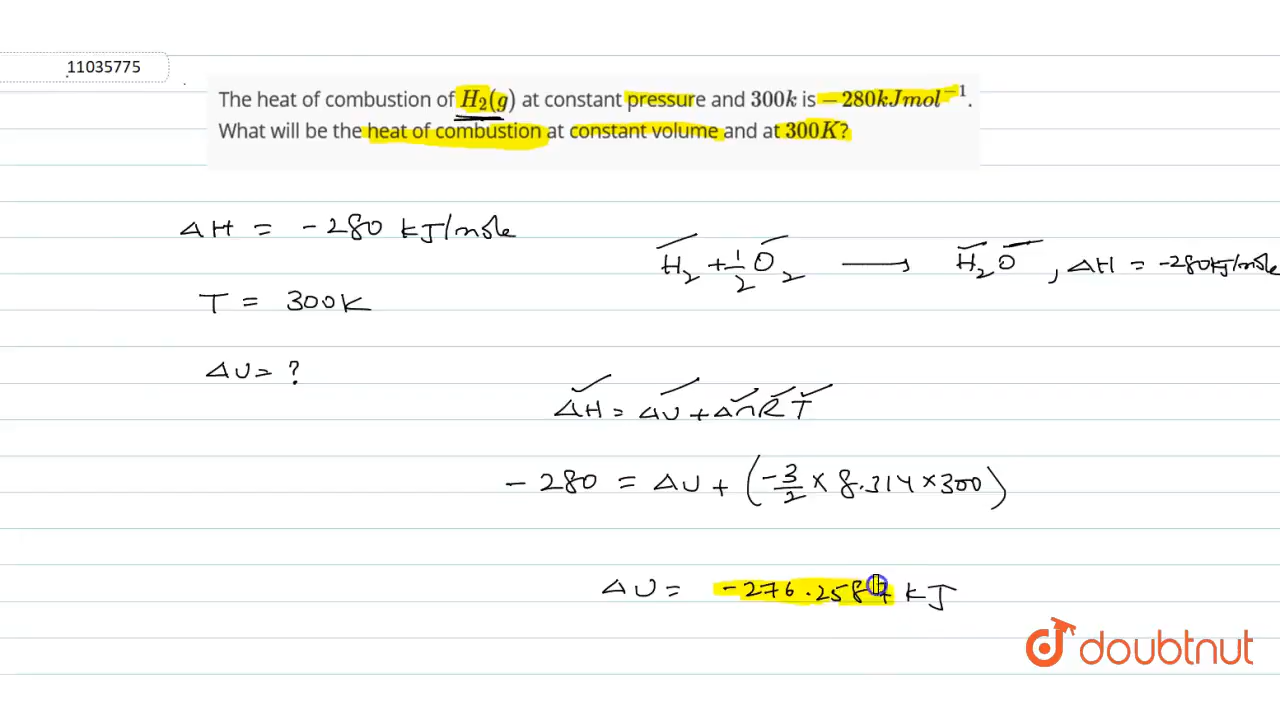 11035775
The heat of combustion of H₂(g) at constant pressure and 300k is −280kJmol⁻¹.
What will be the heat of combustion at constant volume and at 300K?
ΔH = -280 KJ/mole
H₂ + 1/2 O₂ → H₂O, ΔH = -280KJ/mole
T = 300K
ΔU = ?
ΔH = ΔU + ΔnRT
-280 = ΔU + (-3/2 × 8.314 × 300)
ΔU = -276.2587 KJ
doubtnut